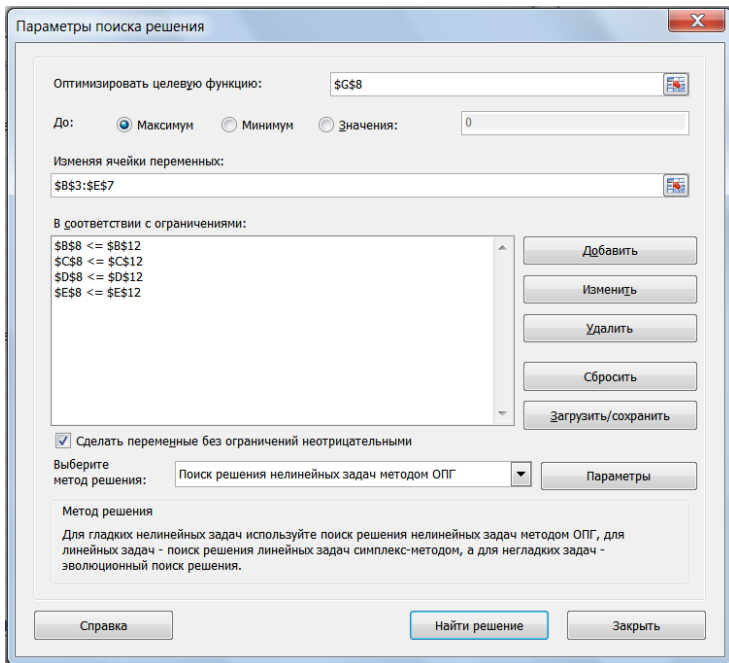 Параметры поиска решения
Оптимизировать целевую функцию:
$G$8
До:
Максимум
Минимум
Значения:
0
Изменяя ячейки переменных:
$B$3:$E$7
В соответствии с ограничениями:
$B$8 <= $B$12
$C$8 <= $C$12
$D$8 <= $D$12
$E$8 <= $E$12
Добавить
Изменить
Удалить
Сбросить
Загрузить/сохранить
Сделать переменные без ограничений неотрицательными
Выберите
метод решения:
Поиск решения нелинейных задач методом ОПГ
Параметры
Метод решения
Для гладких нелинейных задач используйте поиск решения нелинейных задач методом ОПГ, для
линейных задач - поиск решения линейных задач симплекс-методом, а для негладких задач -
эволюционный поиск решения.
Справка
Найти решение
Закрыть